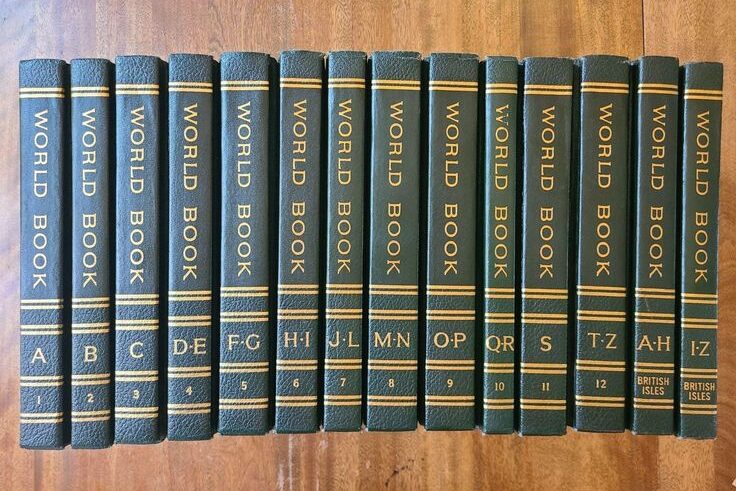 WORLD BOOK
A
1
WORLD BOOK
B
2
WORLD BOOK
C
3
WORLD BOOK
D·E
4
WORLD BOOK
F·G
5
WORLD BOOK
H·I
6
WORLD BOOK
J·L
7
WORLD BOOK
M·N
8
WORLD BOOK
O·P
9
WORLD BOOK
Q·R
10
WORLD BOOK
S
11
WORLD BOOK
T·Z
12
WORLD BOOK
A·H
BRITISH
ISLES
WORLD BOOK
I·Z
BRITISH
ISLES